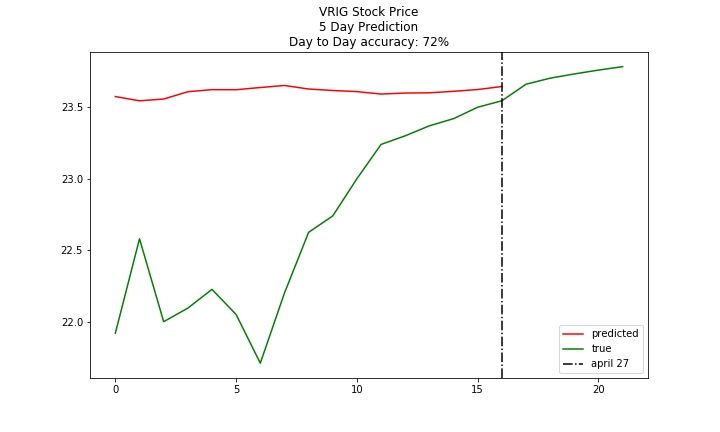 VRIG Stock Price
5 Day Prediction
Day to Day accuracy: 72%
23.5
23.0
22.5
22.0
0
5
10
15
20
predicted
true
april 27